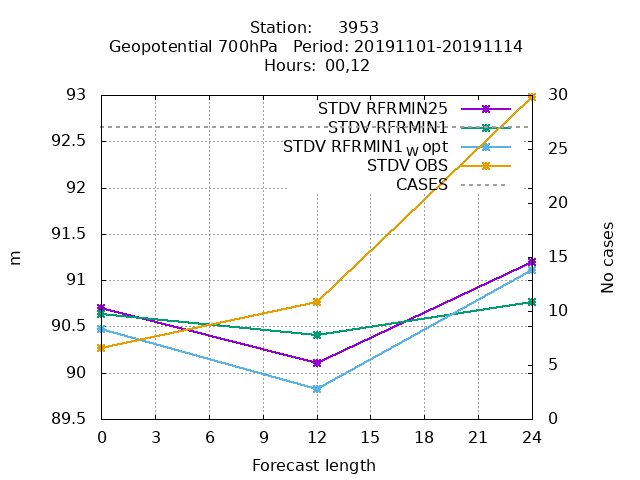 Station: 3953
Geopotential 700hPa Period: 20191101-20191114
Hours: 00,12
STDV RFRMIN25
STDV RFRMIN1
STDV RFRMIN1_W opt
STDV OBS
CASES
93
92.5
92
91.5
91
90.5
90
89.5
m
30
25
20
15
10
5
0
No cases
0 3 6 9 12 15 18 21 24
Forecast length